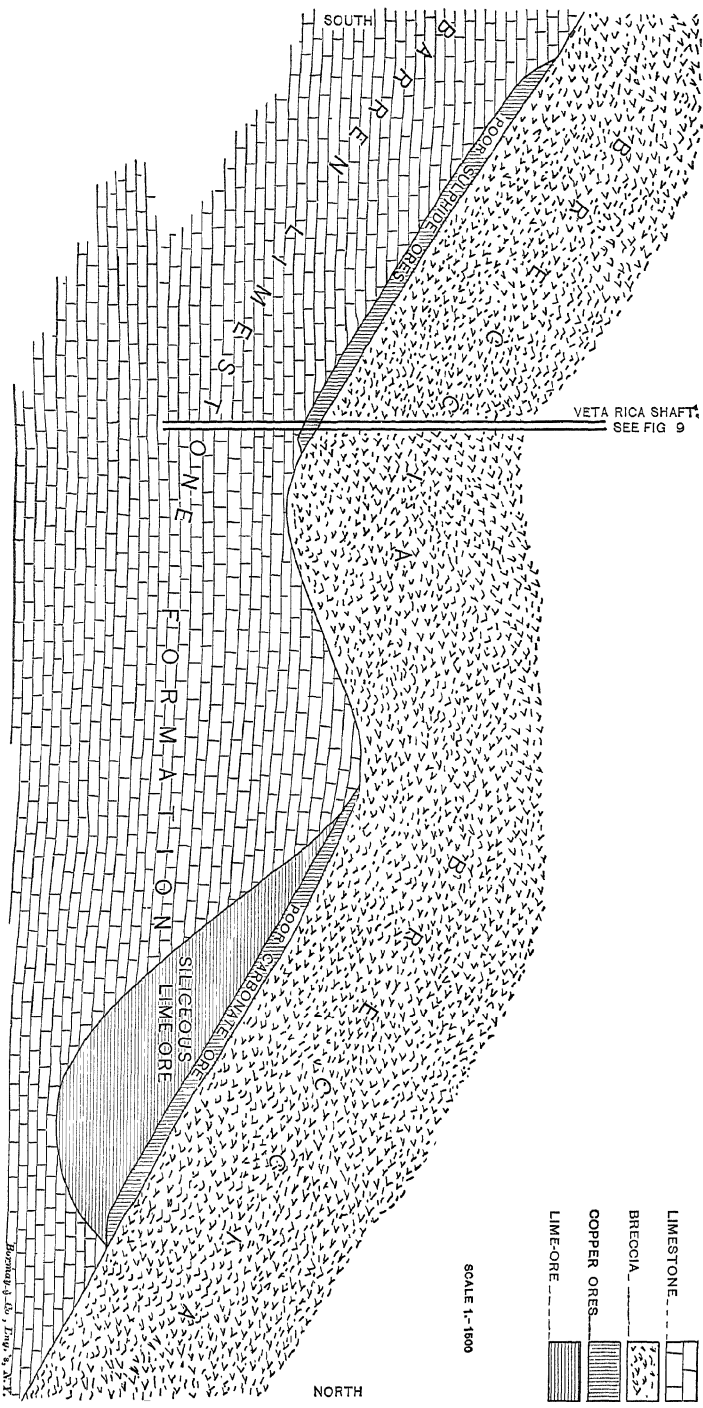 SOUTH
BARREN LIMESTONE FORMATION
POOR SULPHIDE ORES
BRECCIA
VETA RICA SHAFT.
SEE FIG 9
BRECCIA
POOR CARBONATE ORE
SILICEOUS
LIME-ORE
LIMESTONE
BRECCIA
COPPER ORES
LIME-ORE
SCALE 1:-1500
NORTH
Bormay & Co., Eng.'s, N.Y.